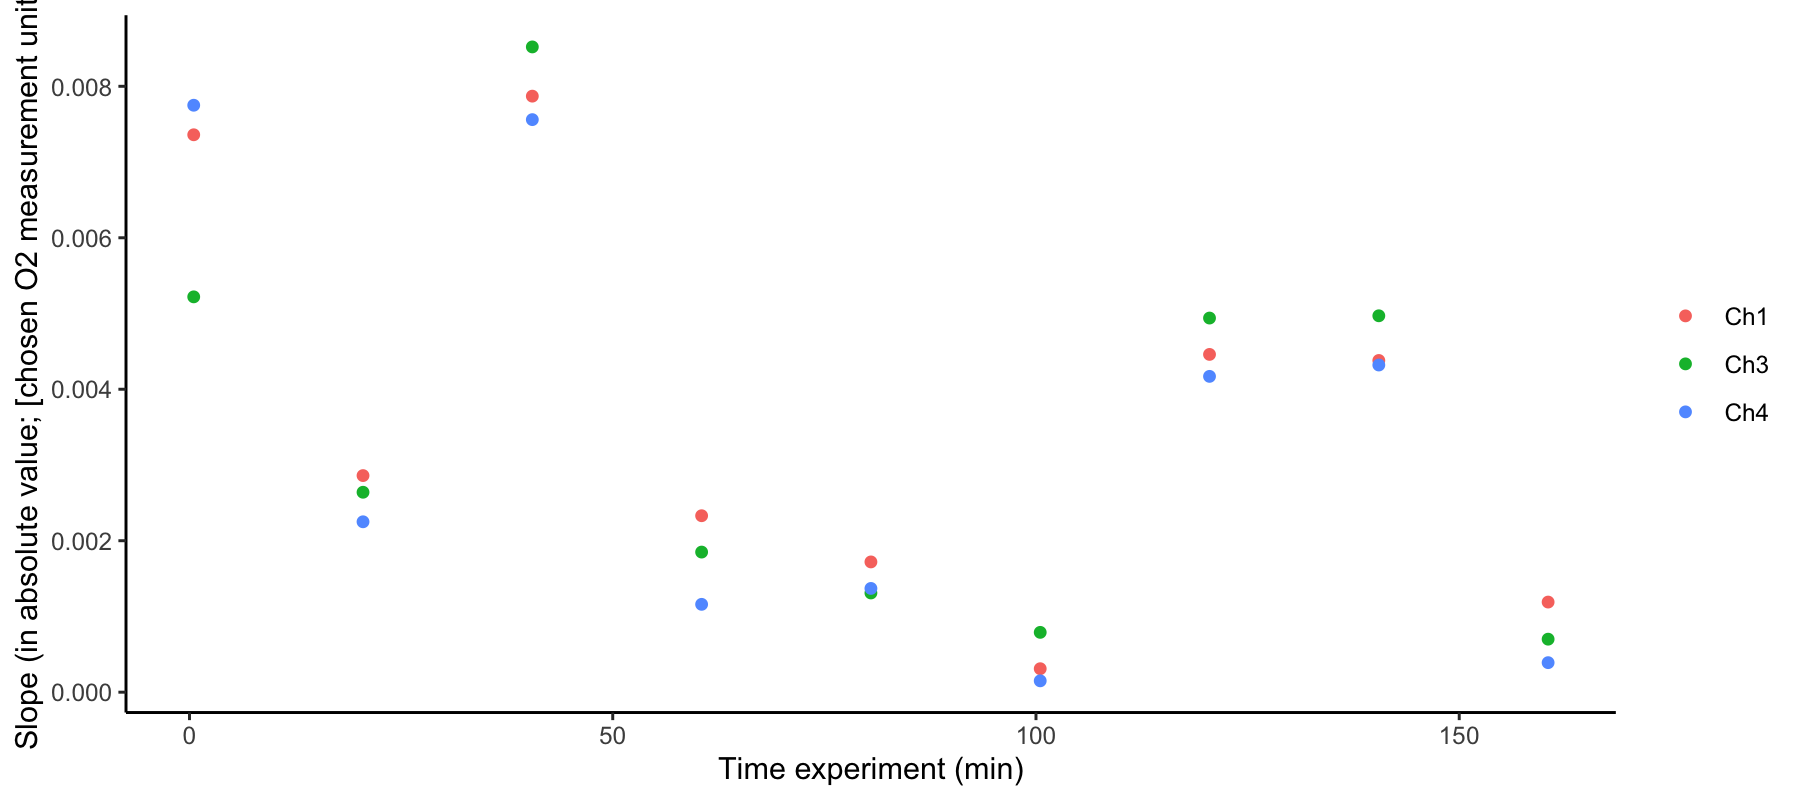 Slope (in absolute value; [chosen O2 measurement unit
0.008
0.006
0.004
0.002
0.000
0
50
100
150
Time experiment (min)
Ch1
Ch3
Ch4